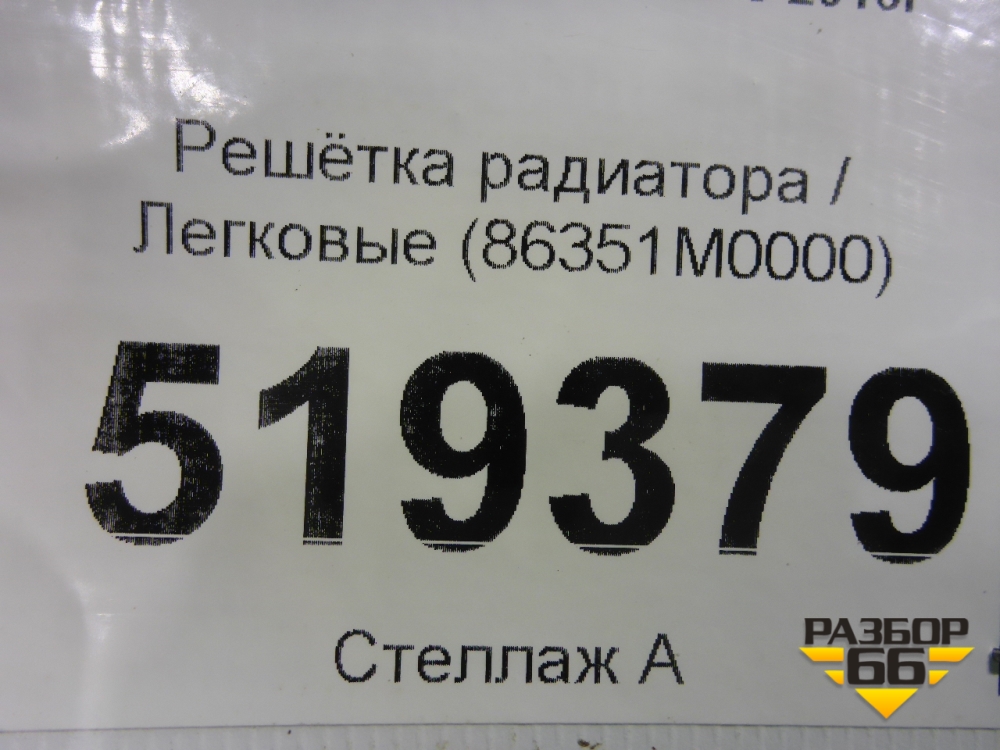 Решётка радиатора /
Легковые (86351M0000)
519379
Стеллаж А
РАЗБОР
66